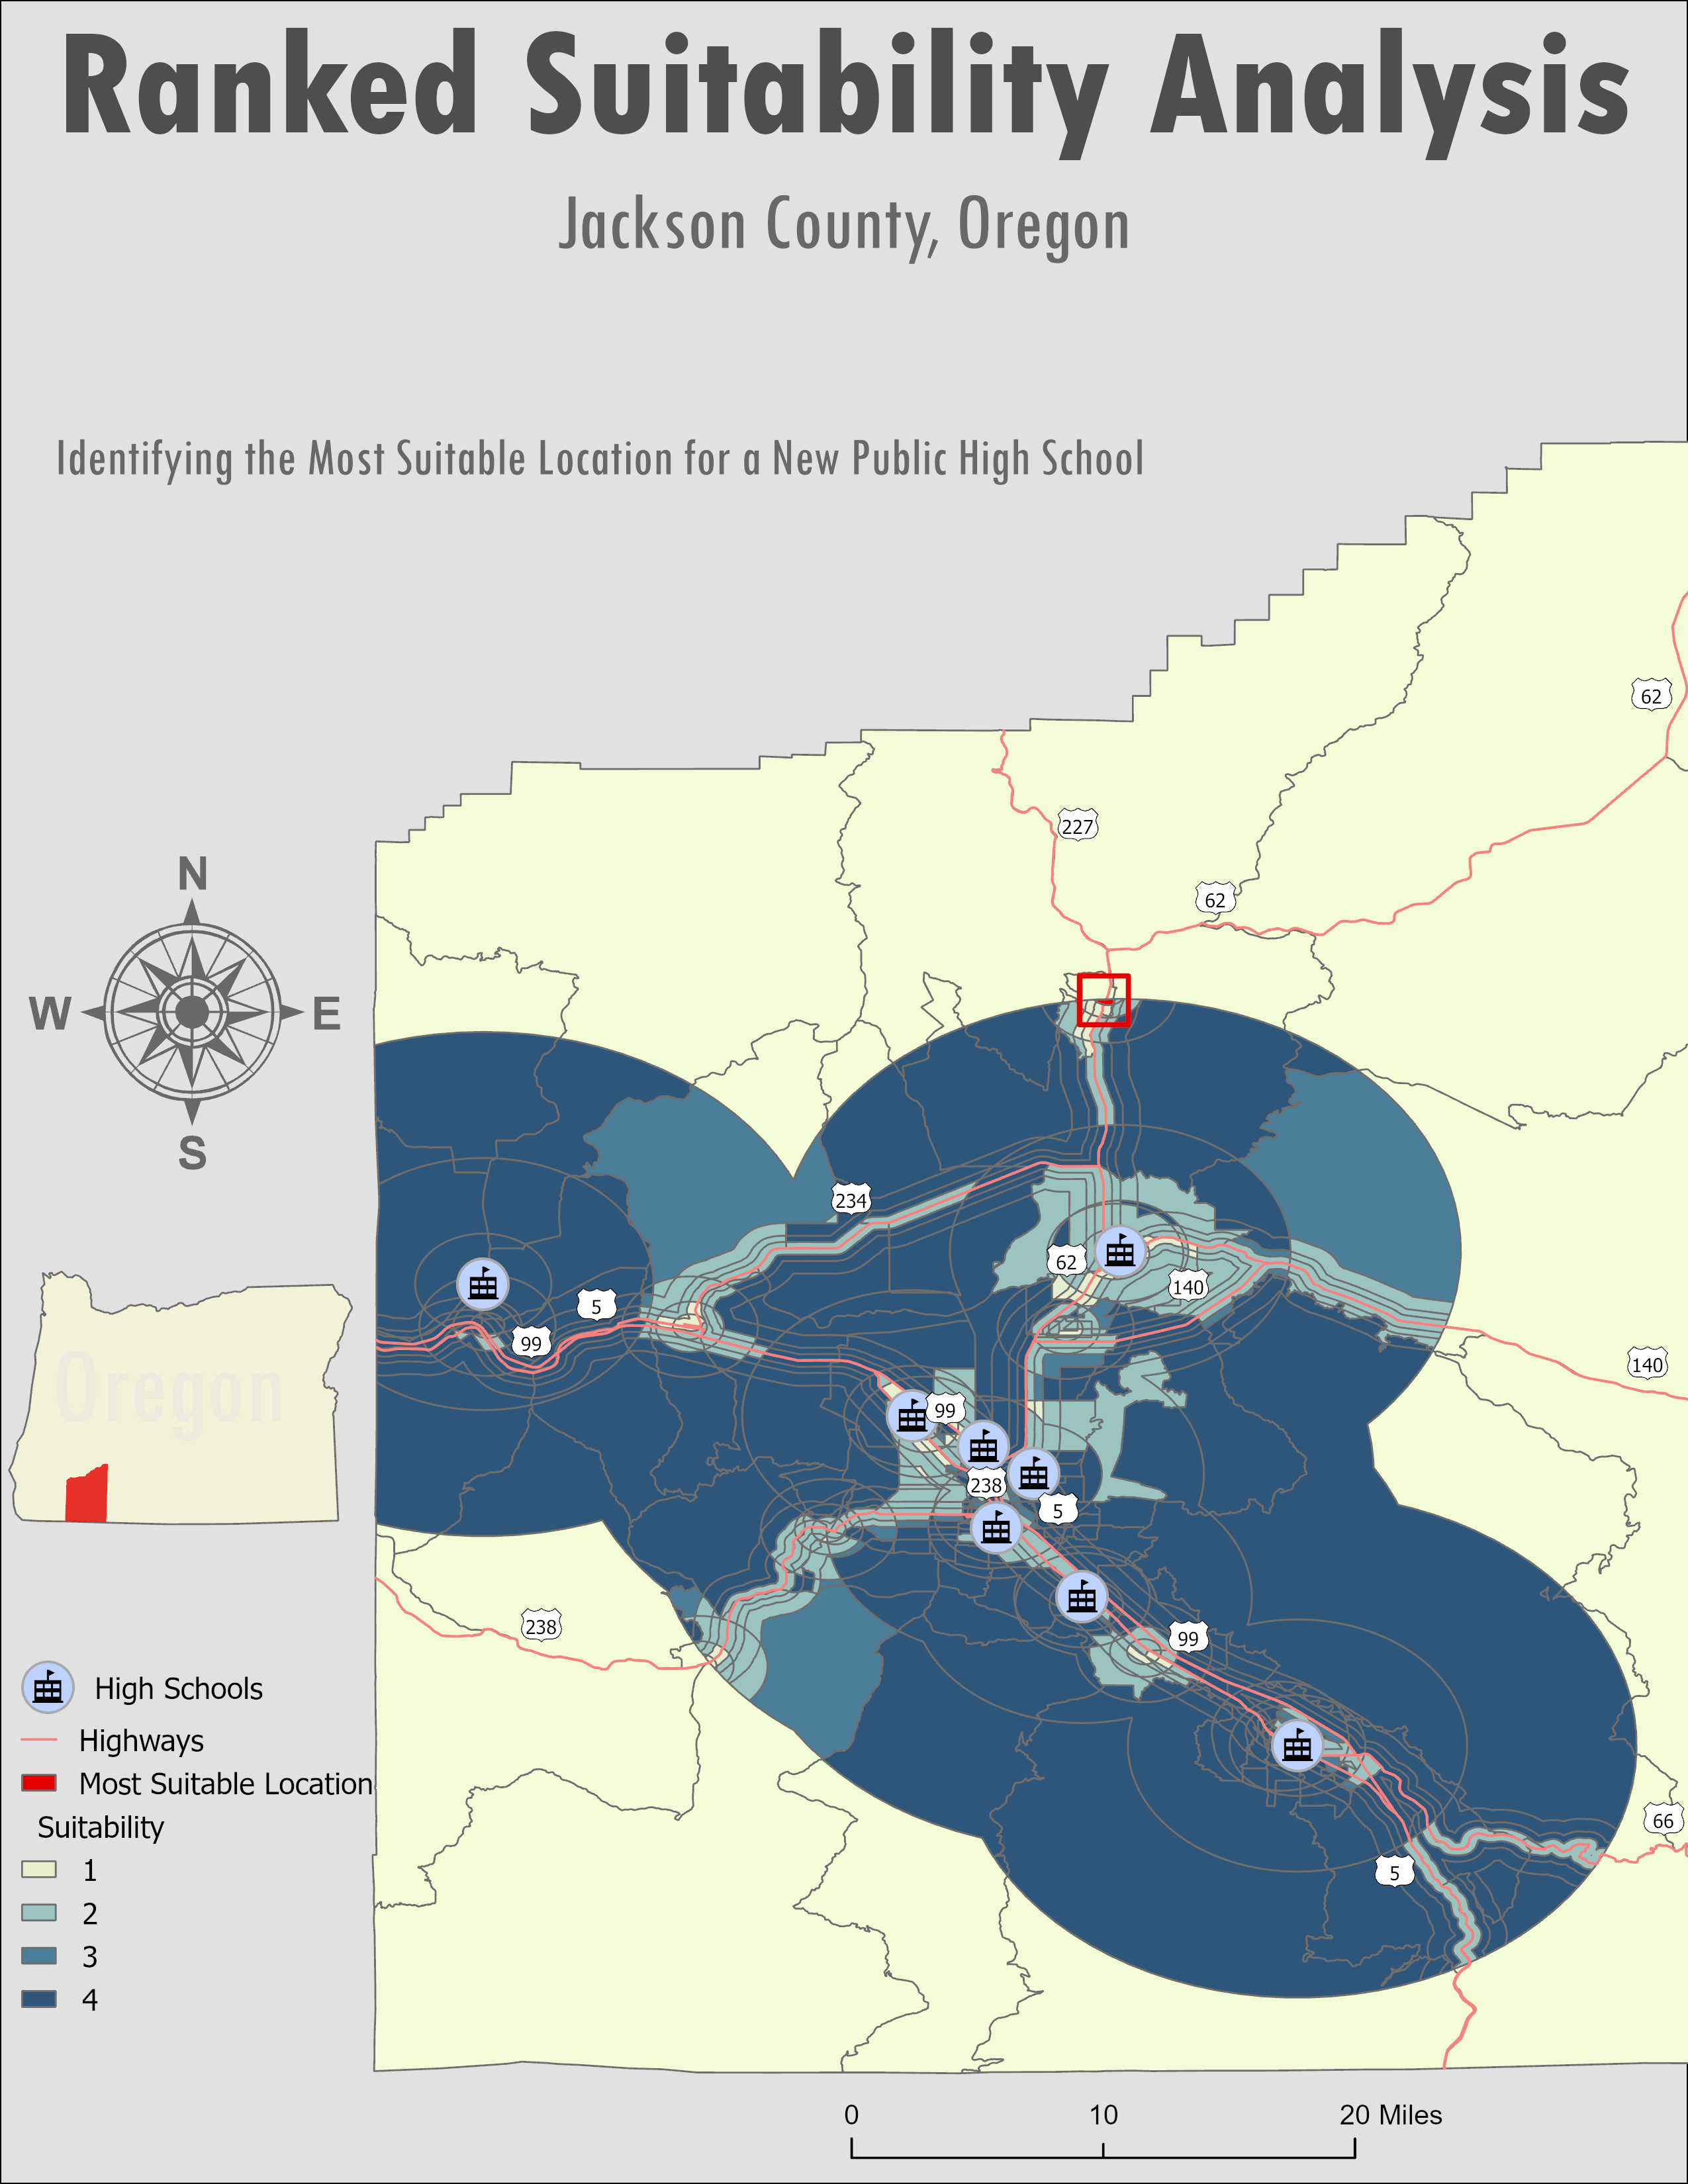 Ranked Suitability Analysis
Jackson County, Oregon
Identifying the Most Suitable Location for a New Public High School
62
227
62
N
W E
S
234
62
140
5
99
140
Oregon
99
238
5
238
99
High Schools
Highways
Most Suitable Location
Suitability
66
1
5
2
3
4
0 10 20 Miles